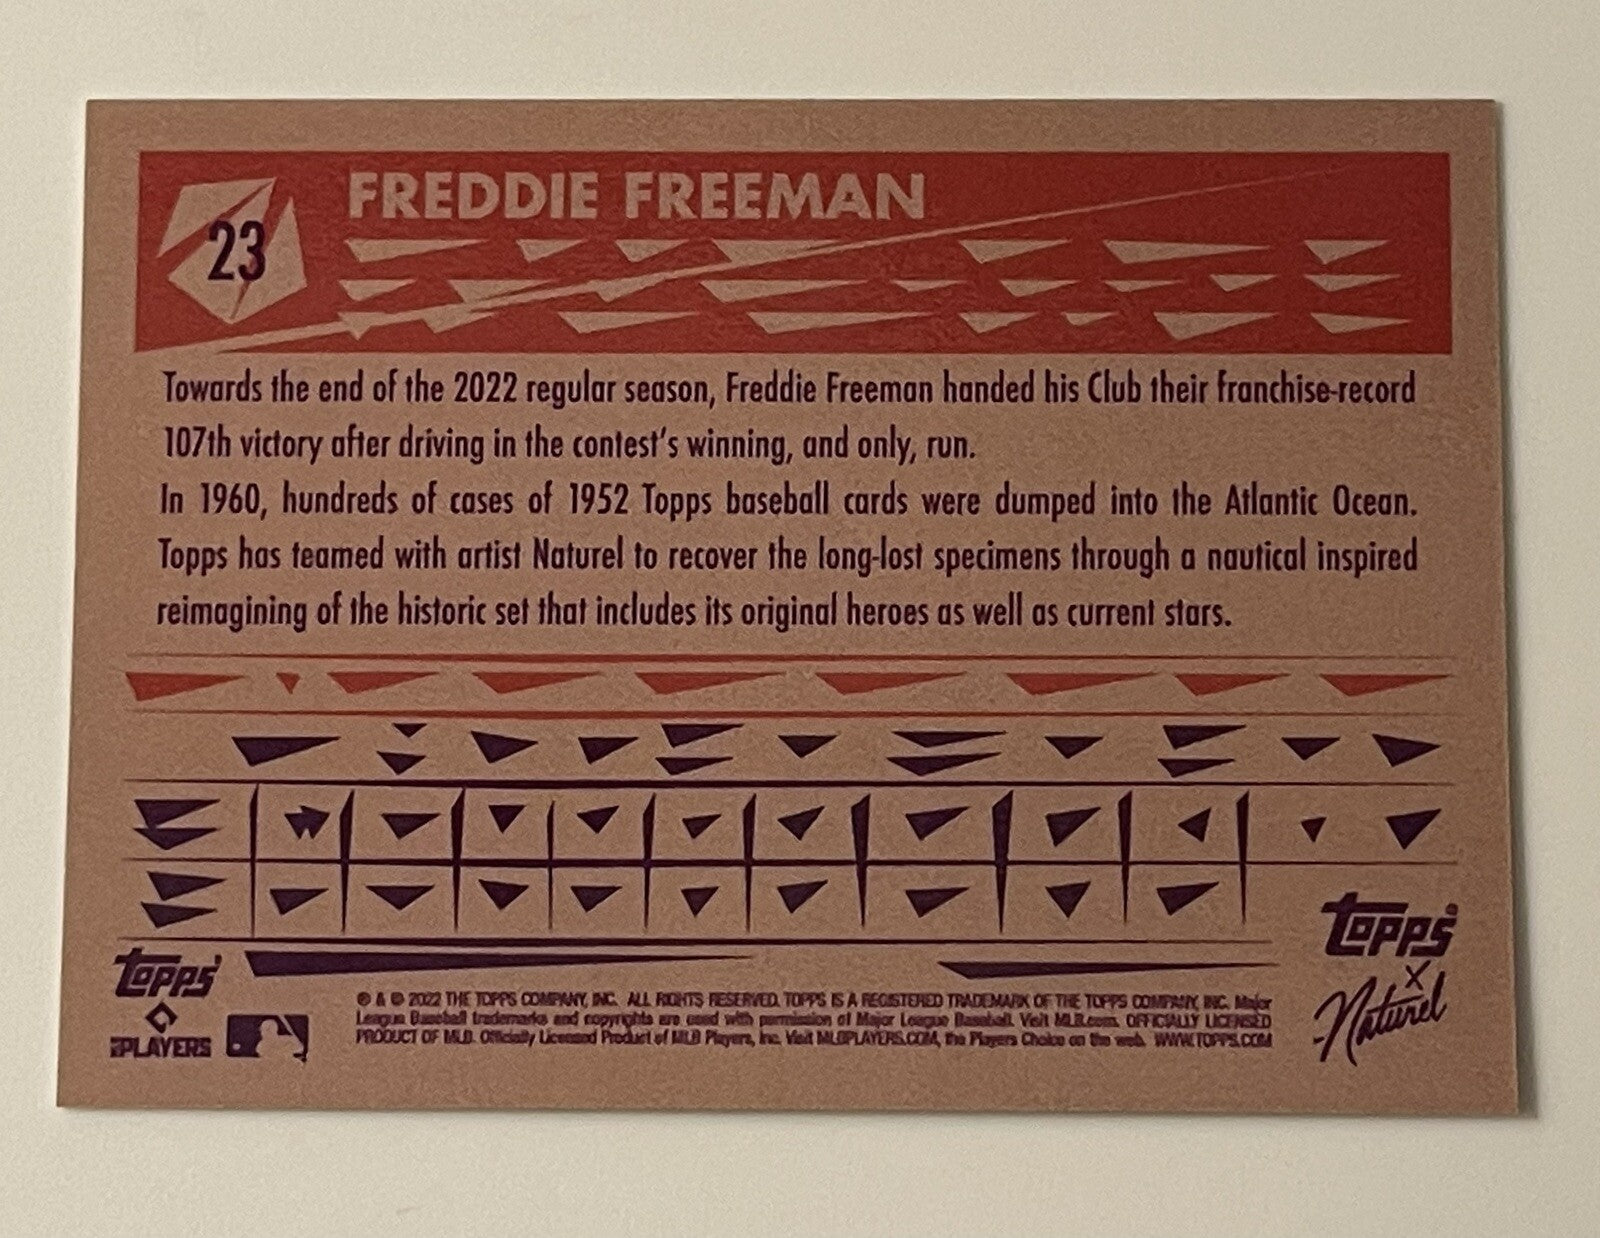 23
FREDDIE FREEMAN
Towards the end of the 2022 regular season, Freddie Freeman handed his Club their franchise-record
107th victory after driving in the contest's winning, and only, run.
In 1960, hundreds of cases of 1952 Topps baseball cards were dumped into the Atlantic Ocean.
Topps has teamed with artist Naturel to recover the long-lost specimens through a nautical inspired
reimagining of the historic set that includes its original heroes as well as current stars.
TOPPS
PLAYERS
® & © 2022 THE TOPPS COMPANY, INC. ALL RIGHTS RESERVED. TOPPS IS A REGISTERED TRADEMARK OF THE TOPPS COMPANY, INC. Major
League Baseball trademarks and copyrights are used with permission of Major League Baseball. Visit MLB.com. OFFICIALLY LICENSED
PRODUCT OF MLB. Officially Licensed Product of MLB Players, Inc. Visit MLBPLAYERS.COM, the Players Choice on the web. WWW.TOPPS.COM
TOPPS®
X
Naturel